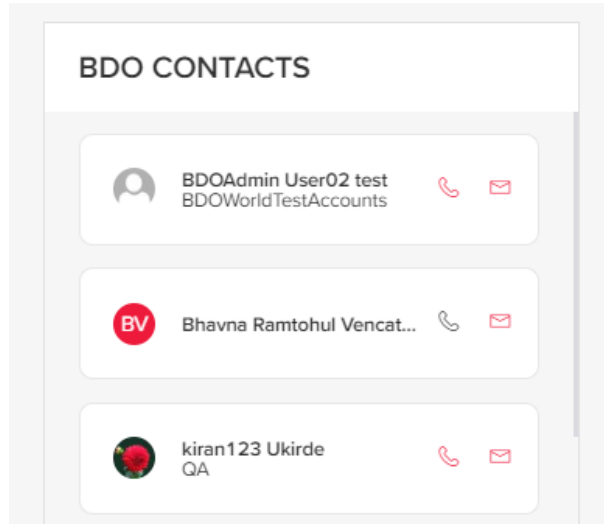 BDO CONTACTS
BDOAdmin User02 test
BDOWorldTestAccounts
BV
Bhavna Ramtohul Vencat...
kiran123 Ukirde
QA